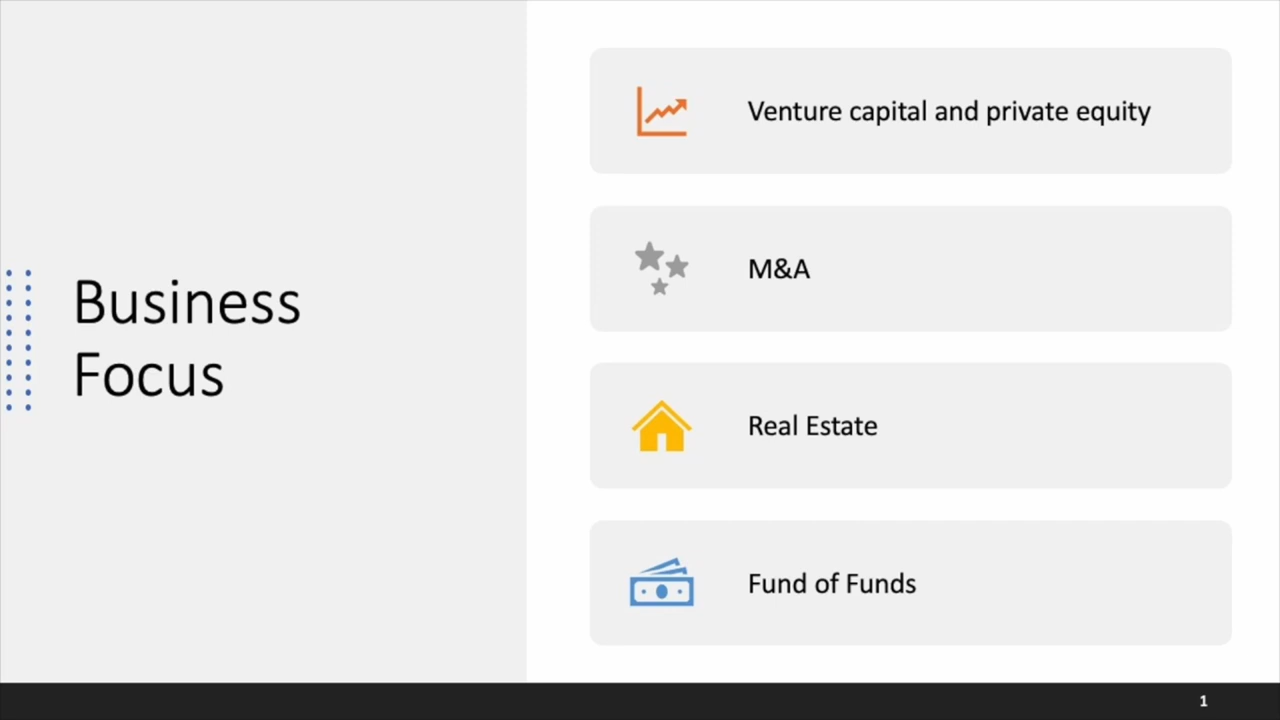 Business
Focus
Venture capital and private equity
M&A
Real Estate
Fund of Funds
1